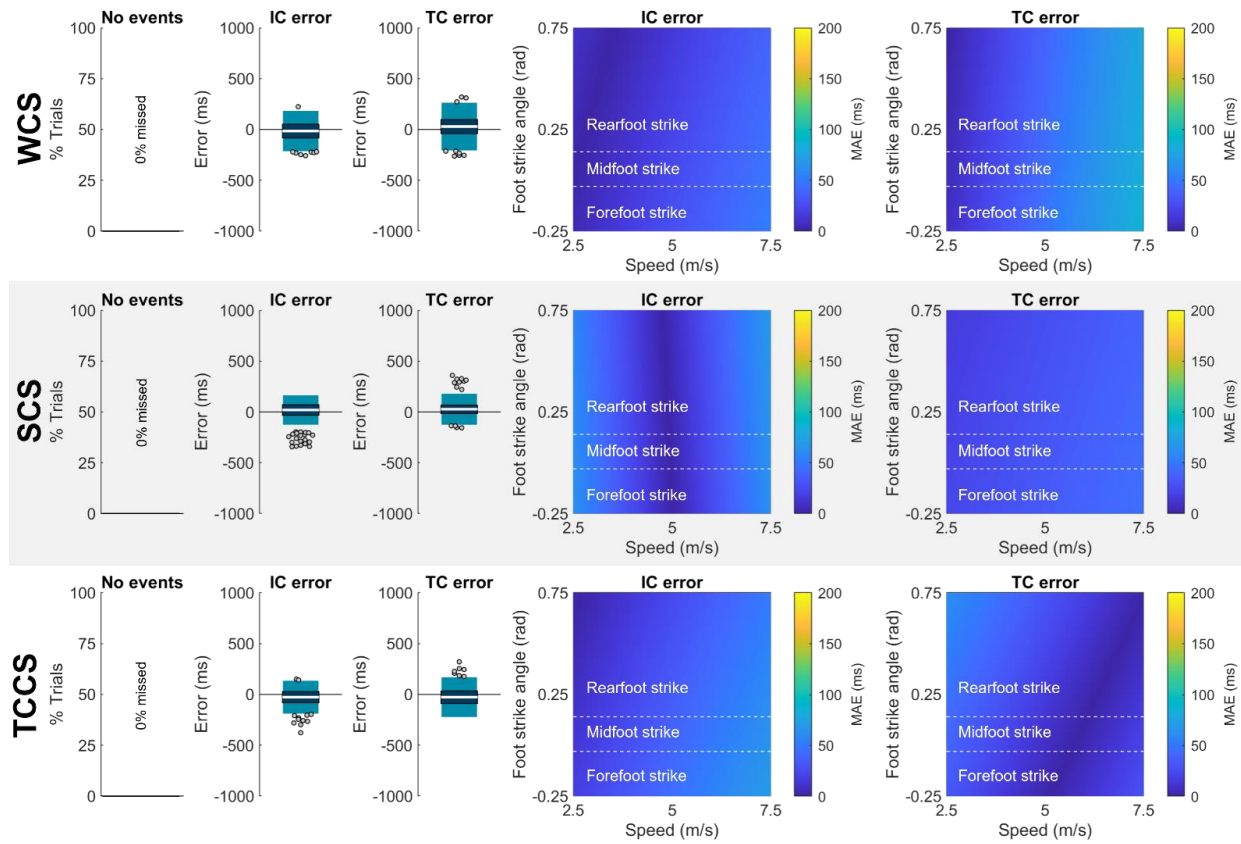 WCS
No events
% Trials
100
75
50
25
0
0% missed
IC error
Error (ms)
1000
500
0
-500
-1000
TC error
Error (ms)
1000
500
0
-500
-1000
IC error
Foot strike angle (rad)
0.75
0.25
-0.25
Rearfoot strike
Midfoot strike
Forefoot strike
2.5 5 7.5
Speed (m/s)
200
150
100
50
0
MAE (ms)
TC error
Foot strike angle (rad)
0.75
0.25
-0.25
Rearfoot strike
Midfoot strike
Forefoot strike
2.5 5 7.5
Speed (m/s)
200
150
100
50
0
MAE (ms)
SCS
No events
% Trials
100
75
50
25
0
0% missed
IC error
Error (ms)
1000
500
0
-500
-1000
TC error
Error (ms)
1000
500
0
-500
-1000
IC error
Foot strike angle (rad)
0.75
0.25
-0.25
Rearfoot strike
Midfoot strike
Forefoot strike
2.5 5 7.5
Speed (m/s)
200
150
100
50
0
MAE (ms)
TC error
Foot strike angle (rad)
0.75
0.25
-0.25
Rearfoot strike
Midfoot strike
Forefoot strike
2.5 5 7.5
Speed (m/s)
200
150
100
50
0
MAE (ms)
TCCS
No events
% Trials
100
75
50
25
0
0% missed
IC error
Error (ms)
1000
500
0
-500
-1000
TC error
Error (ms)
1000
500
0
-500
-1000
IC error
Foot strike angle (rad)
0.75
0.25
-0.25
Rearfoot strike
Midfoot strike
Forefoot strike
2.5 5 7.5
Speed (m/s)
200
150
100
50
0
MAE (ms)
TC error
Foot strike angle (rad)
0.75
0.25
-0.25
Rearfoot strike
Midfoot strike
Forefoot strike
2.5 5 7.5
Speed (m/s)
200
150
100
50
0
MAE (ms)